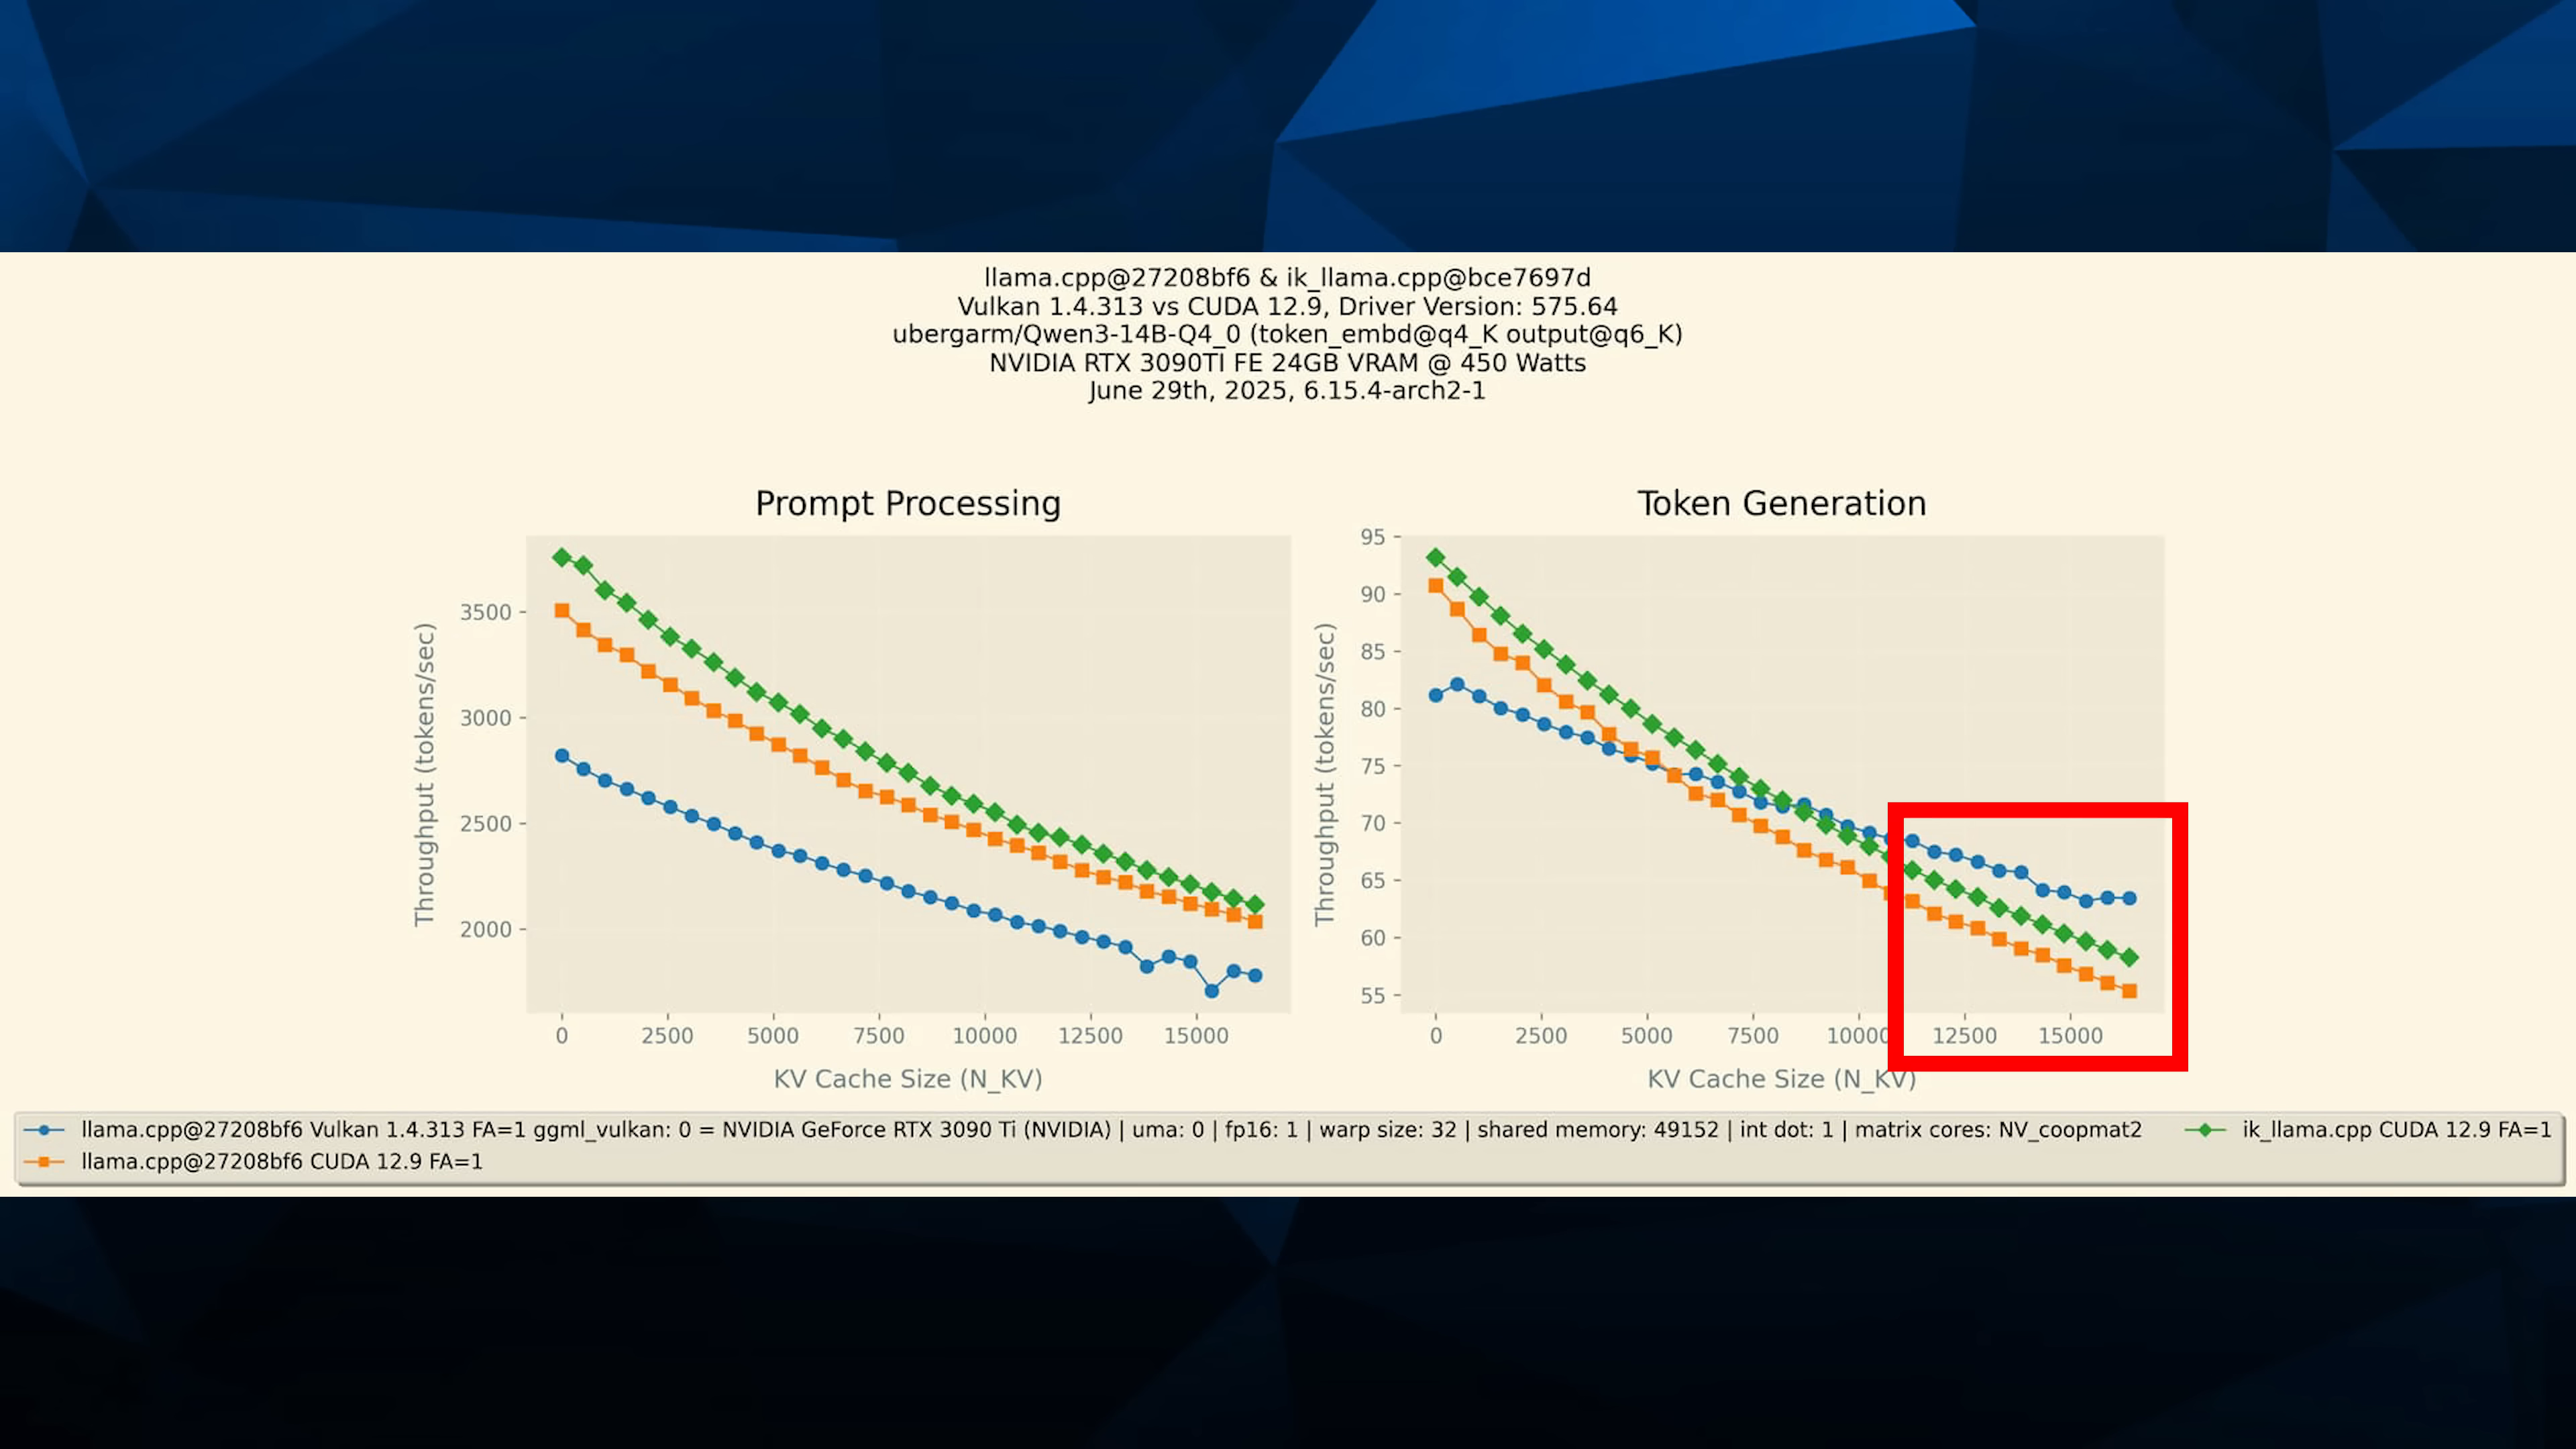 llama.cpp@27208bf6 & ik_llama.cpp@bce7697d
Vulkan 1.4.313 vs CUDA 12.9, Driver Version: 575.64
ubergarm/Qwen3-14B-Q4_0 (token_embd@q4_K output@q6_K)
NVIDIA RTX 3090TI FE 24GB VRAM @ 450 Watts
June 29th, 2025, 6.15.4-arch2-1
Prompt Processing
Throughput (tokens/sec)
3500
3000
2500
2000
0 2500 5000 7500 10000 12500 15000
KV Cache Size (N_KV)
Token Generation
Throughput (tokens/sec)
95
90
85
80
75
70
65
60
55
0 2500 5000 7500 10000 12500 15000
KV Cache Size (N_KV)
llama.cpp@27208bf6 Vulkan 1.4.313 FA=1 ggml_vulkan: 0 = NVIDIA GeForce RTX 3090 Ti (NVIDIA) | uma: 0 | fp16: 1 | warp size: 32 | shared memory: 49152 | int dot: 1 | matrix cores: NV_coopmat2
llama.cpp@27208bf6 CUDA 12.9 FA=1
ik_llama.cpp CUDA 12.9 FA=1